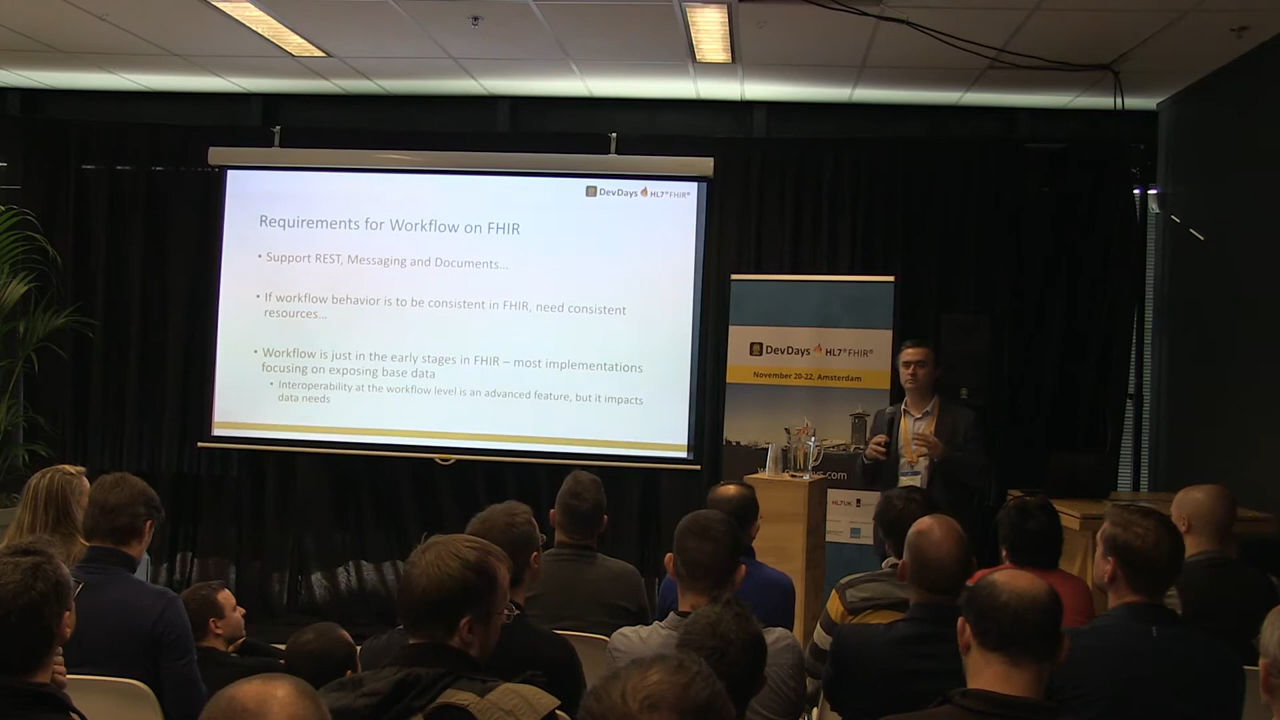 DevDays HL7® FHIR®
Requirements for Workflow on FHIR
• Support REST, Messaging and Documents...
• If workflow behavior is to be consistent in FHIR, need consistent
resources...
• Workflow is just in the early stages in FHIR – most implementations
focusing on exposing base data
• Interoperability at the workflow level is an advanced feature, but it impacts
data needs
DevDays HL7® FHIR®
November 20-22, Amsterdam
HL7UK